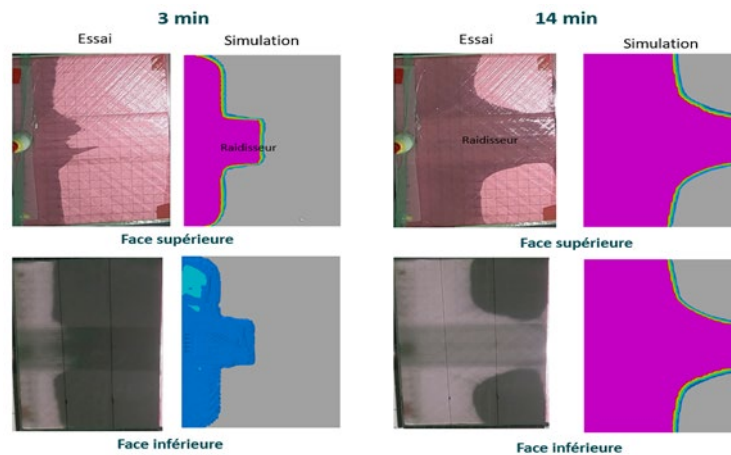 3 min
14 min
Essai
Simulation
Essai
Simulation
Raidisseur
Raidisseur
Face supérieure
Face supérieure
Face inférieure
Face inférieure